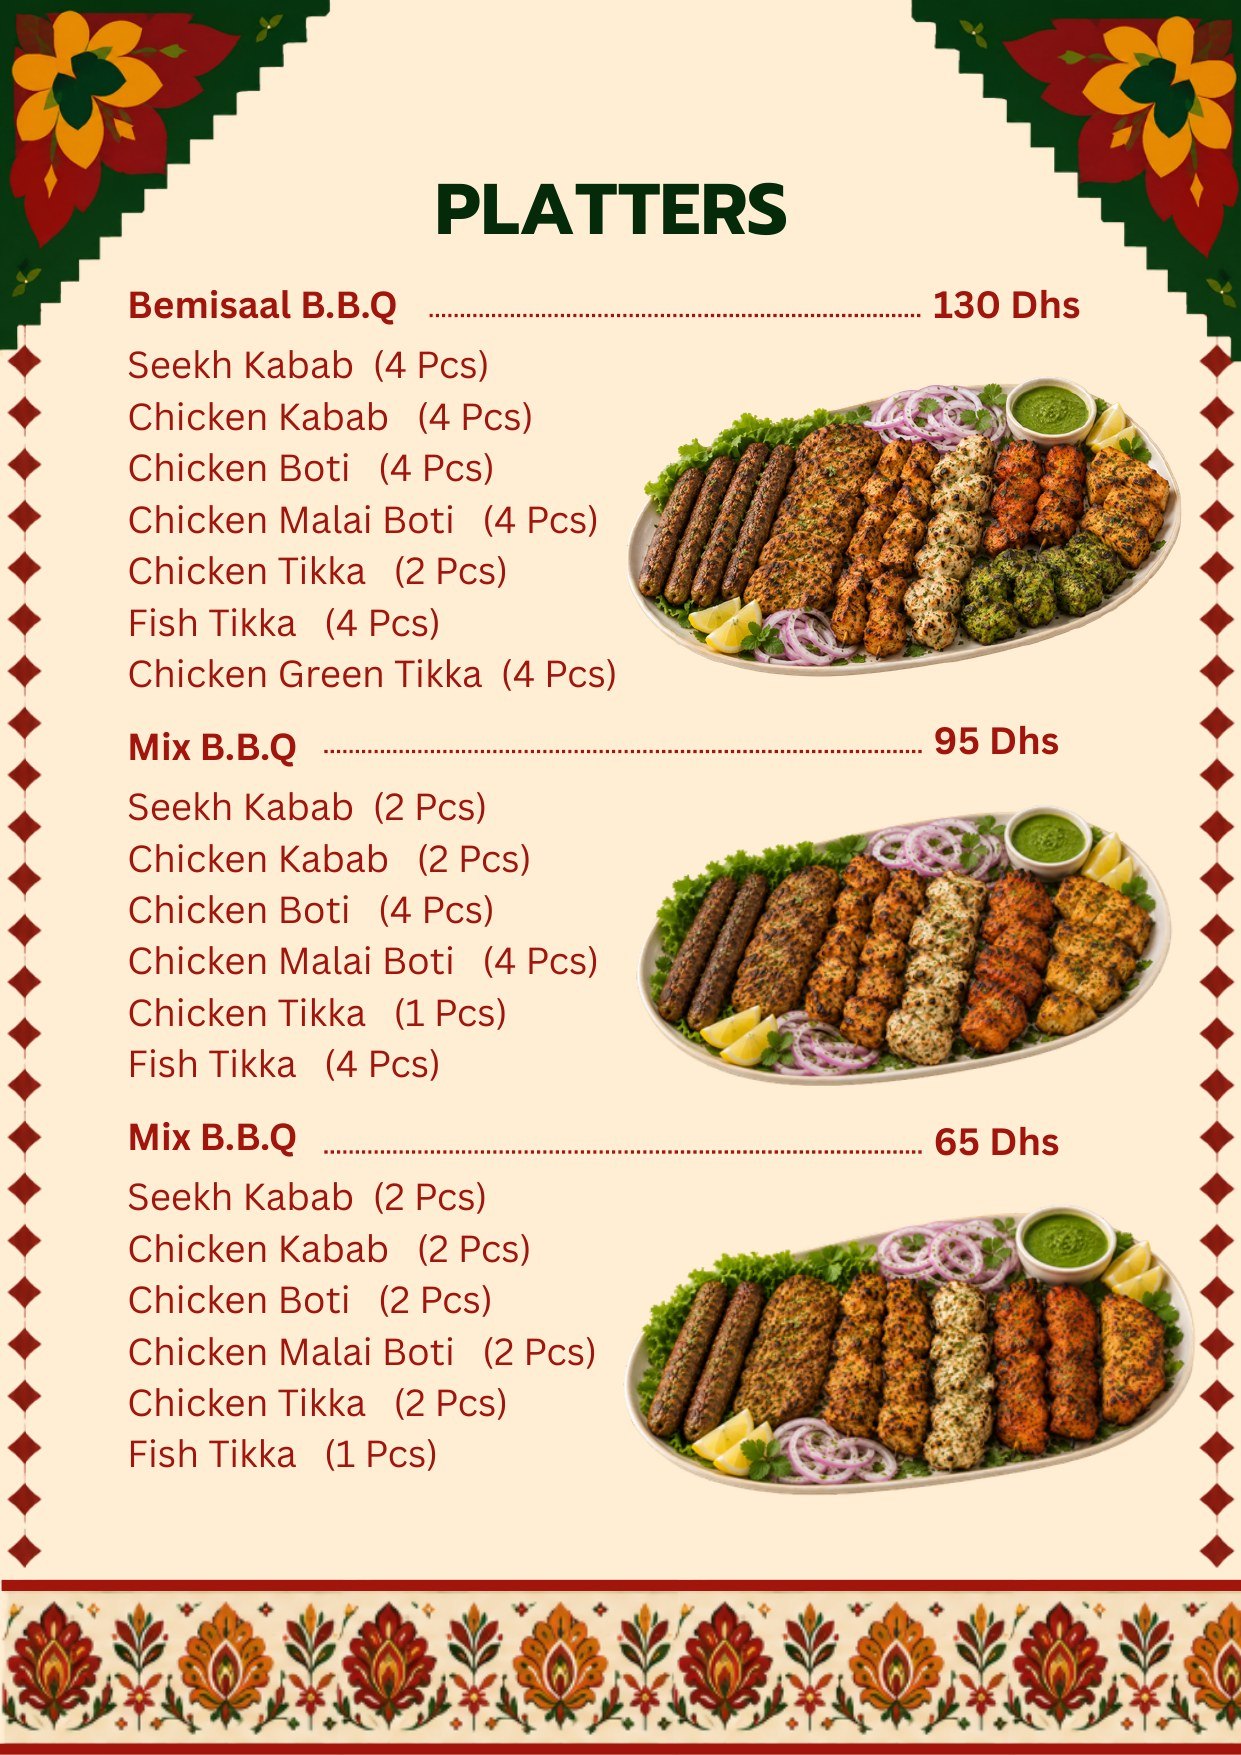 PLATTERS
Bemisaal B.B.Q ........................ 130 Dhs
Seekh Kabab (4 Pcs)
Chicken Kabab (4 Pcs)
Chicken Boti (4 Pcs)
Chicken Malai Boti (4 Pcs)
Chicken Tikka (2 Pcs)
Fish Tikka (4 Pcs)
Chicken Green Tikka (4 Pcs)
Mix B.B.Q ........................ 95 Dhs
Seekh Kabab (2 Pcs)
Chicken Kabab (2 Pcs)
Chicken Boti (4 Pcs)
Chicken Malai Boti (4 Pcs)
Chicken Tikka (1 Pcs)
Fish Tikka (4 Pcs)
Mix B.B.Q ........................ 65 Dhs
Seekh Kabab (2 Pcs)
Chicken Kabab (2 Pcs)
Chicken Boti (2 Pcs)
Chicken Malai Boti (2 Pcs)
Chicken Tikka (2 Pcs)
Fish Tikka (1 Pcs)